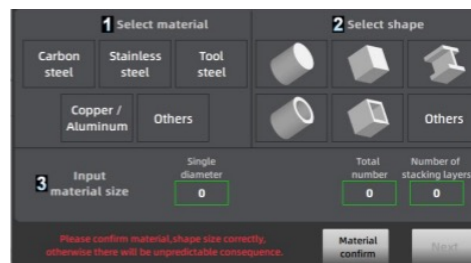 1 Select material
2 Select shape
Carbon
steel
Stainless
steel
Tool
steel
Copper /
Aluminum
Others
Others
3 Input
material size
Single
diameter
0
Total
number
0
Number of
stacking layers
0
Please confirm material,shape size correctly,
otherwise there will be unpredictable consequence.
Material
confirm
Next